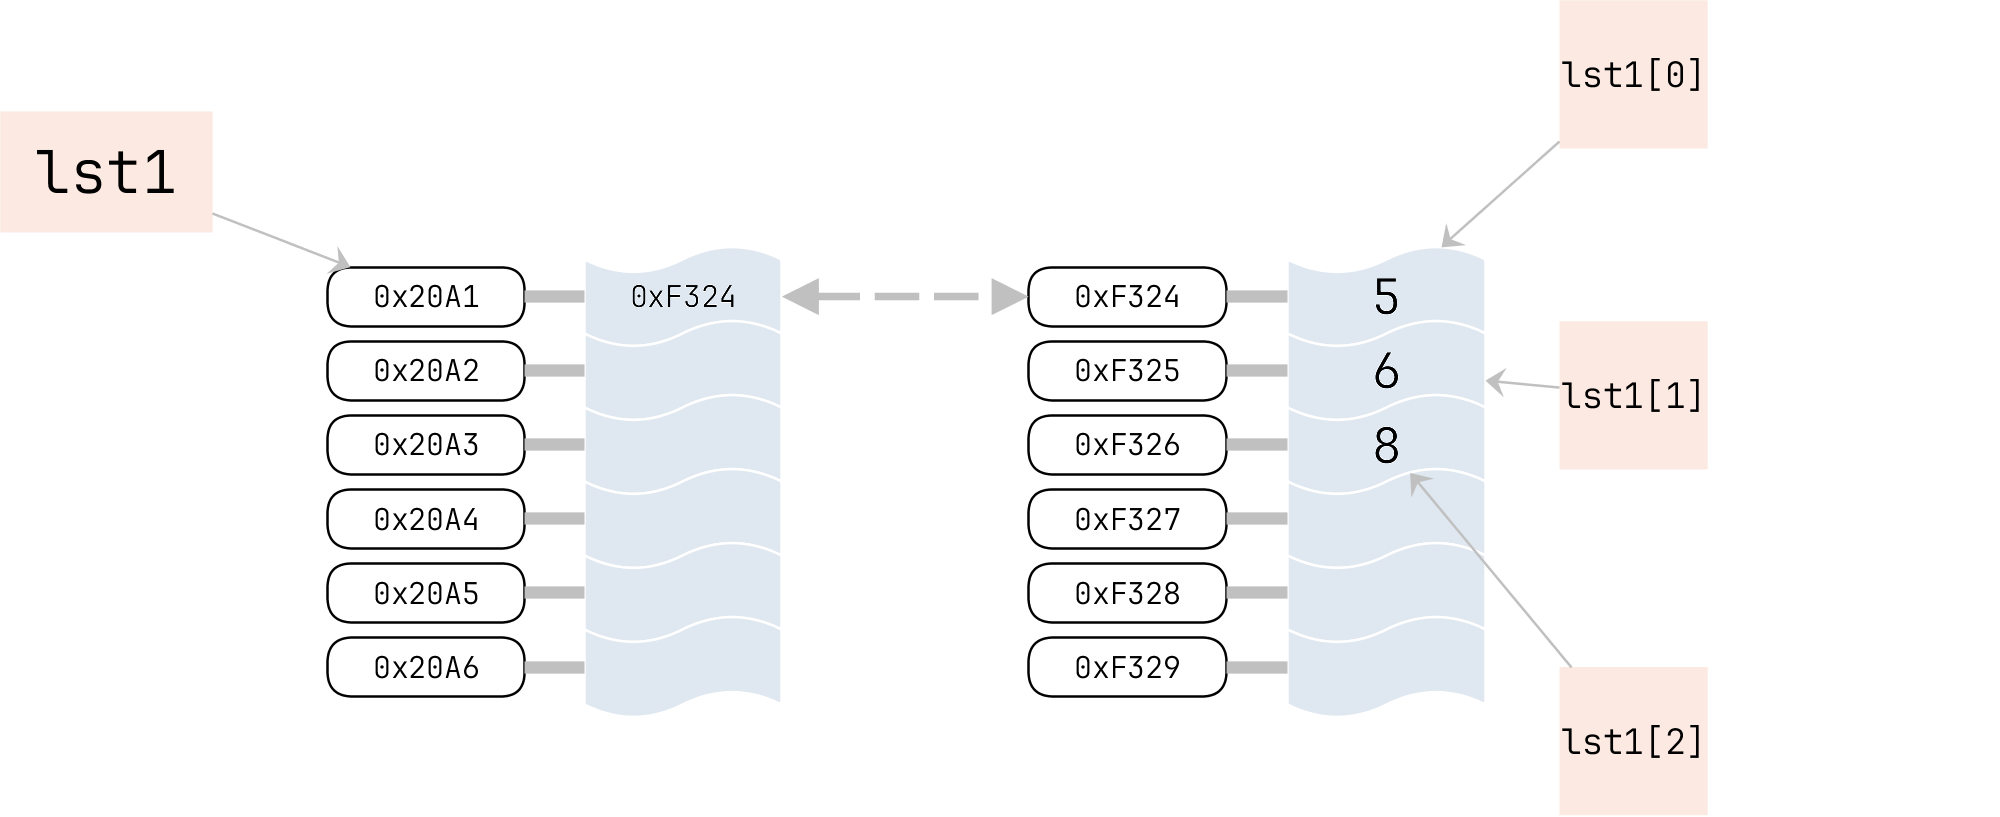 lst1[0]
lst1
0x20A1 0xF324 0xF324 5
0x20A2 0xF325 6
lst1[1]
0x20A3 0xF326 8
0x20A4 0xF327
0x20A5 0xF328
0x20A6 0xF329
lst1[2]